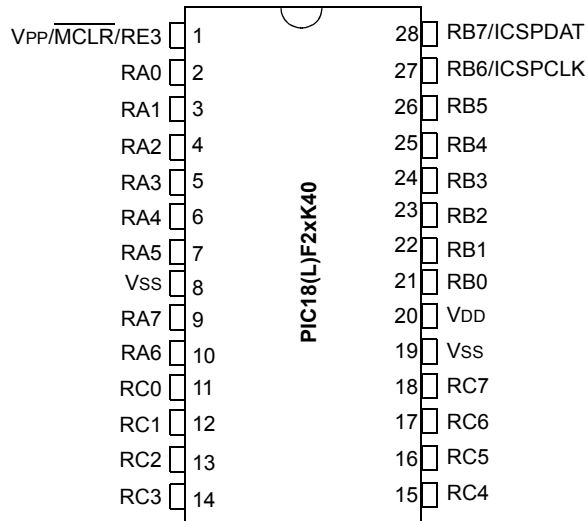 VPP/MCLR/RE3 1 28 RB7/ICSPDAT
RA0 2 27 RB6/ICSPCLK
RA1 3 26 RB5
RA2 4 25 RB4
RA3 5 24 RB3
RA4 6 23 RB2
RA5 7 22 RB1
VSS 8 21 RB0
RA7 9 20 VDD
RA6 10 19 VSS
RC0 11 18 RC7
RC1 12 17 RC6
RC2 13 16 RC5
RC3 14 15 RC4
PIC18(L)F2xK40